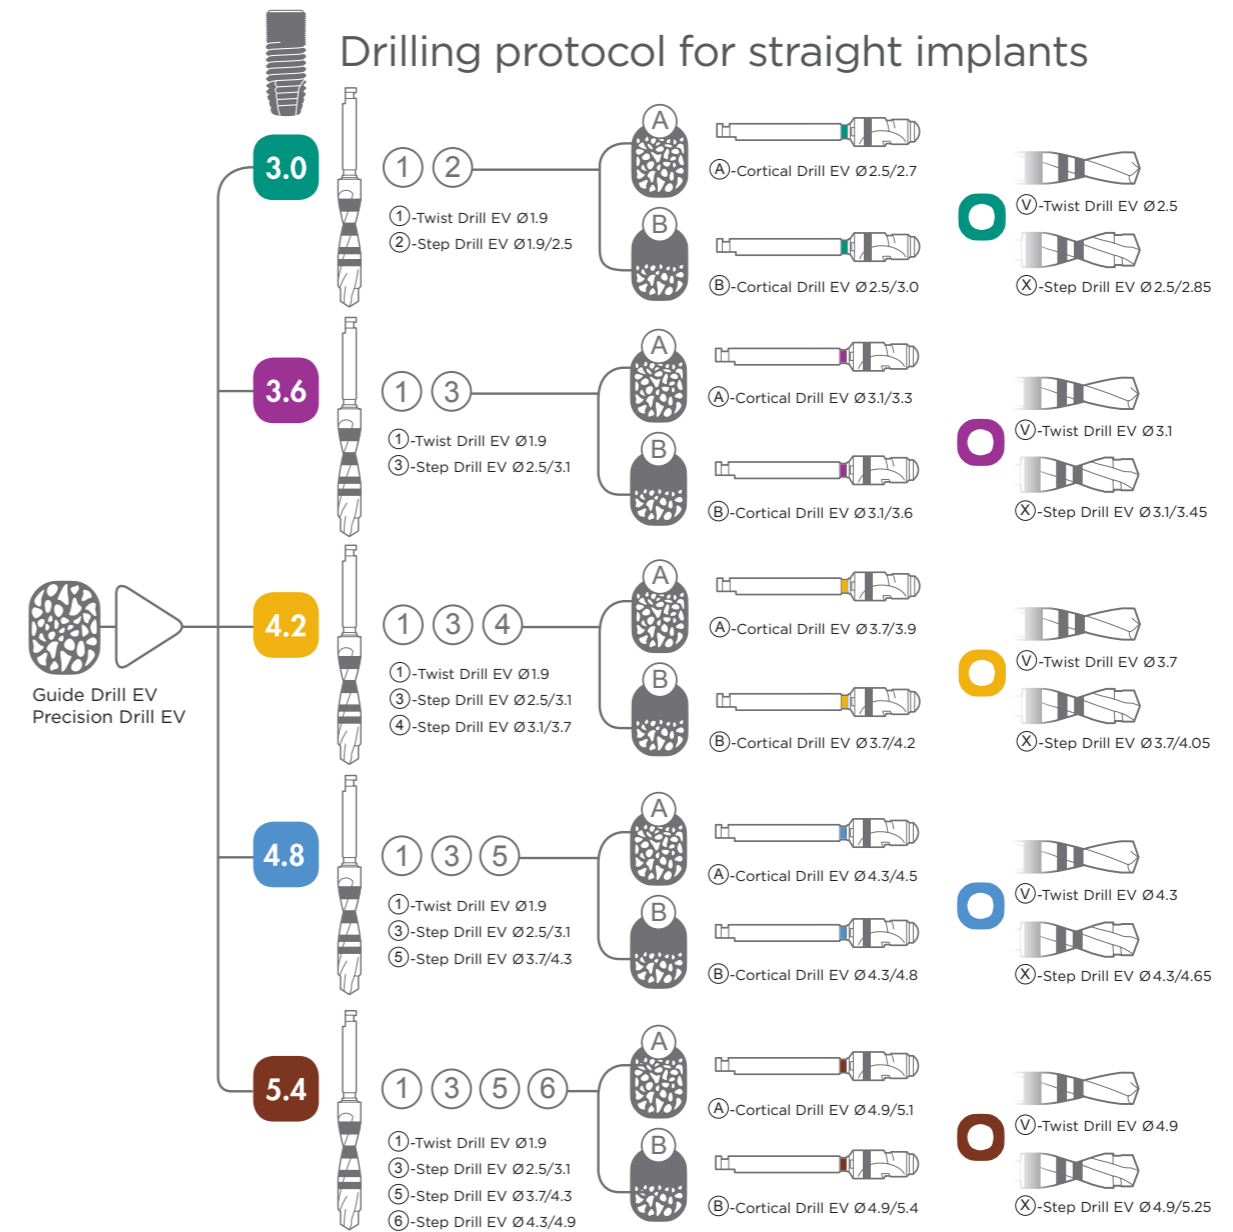 Drilling protocol for straight implants
Guide Drill EV
Precision Drill EV
3.0
1 2
①-Twist Drill EV Ø1.9
②-Step Drill EV Ø1.9/2.5
A
Ⓐ-Cortical Drill EV Ø2.5/2.7
B
Ⓑ-Cortical Drill EV Ø2.5/3.0
Ⓥ-Twist Drill EV Ø2.5
Ⓧ-Step Drill EV Ø2.5/2.85
3.6
1 3
①-Twist Drill EV Ø1.9
③-Step Drill EV Ø2.5/3.1
A
Ⓐ-Cortical Drill EV Ø3.1/3.3
B
Ⓑ-Cortical Drill EV Ø3.1/3.6
Ⓥ-Twist Drill EV Ø3.1
Ⓧ-Step Drill EV Ø3.1/3.45
4.2
1 3 4
①-Twist Drill EV Ø1.9
③-Step Drill EV Ø2.5/3.1
④-Step Drill EV Ø3.1/3.7
A
Ⓐ-Cortical Drill EV Ø3.7/3.9
B
Ⓑ-Cortical Drill EV Ø3.7/4.2
Ⓥ-Twist Drill EV Ø3.7
Ⓧ-Step Drill EV Ø3.7/4.05
4.8
1 3 5
①-Twist Drill EV Ø1.9
③-Step Drill EV Ø2.5/3.1
⑤-Step Drill EV Ø3.7/4.3
A
Ⓐ-Cortical Drill EV Ø4.3/4.5
B
Ⓑ-Cortical Drill EV Ø4.3/4.8
Ⓥ-Twist Drill EV Ø4.3
Ⓧ-Step Drill EV Ø4.3/4.65
5.4
1 3 5 6
①-Twist Drill EV Ø1.9
③-Step Drill EV Ø2.5/3.1
⑤-Step Drill EV Ø3.7/4.3
⑥-Step Drill EV Ø4.3/4.9
A
Ⓐ-Cortical Drill EV Ø4.9/5.1
B
Ⓑ-Cortical Drill EV Ø4.9/5.4
Ⓥ-Twist Drill EV Ø4.9
Ⓧ-Step Drill EV Ø4.9/5.25